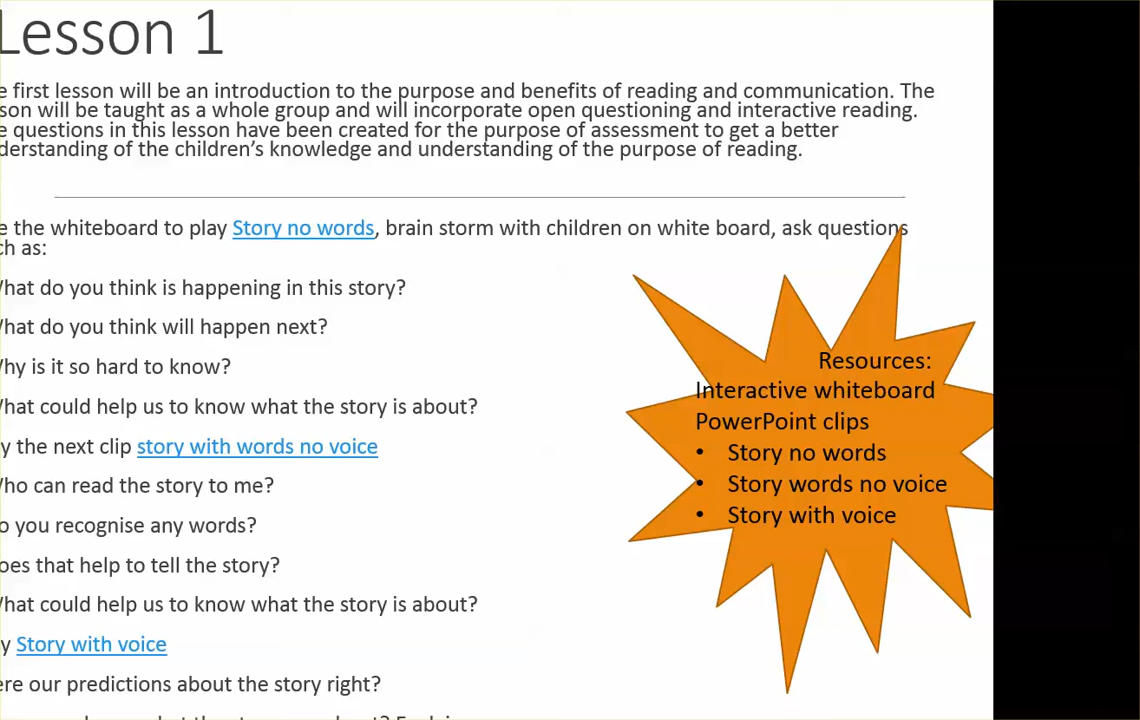 Lesson 1
e first lesson will be an introduction to the purpose and benefits of reading and communication. The
son will be taught as a whole group and will incorporate open questioning and interactive reading.
e questions in this lesson have been created for the purpose of assessment to get a better
derstanding of the children's knowledge and understanding of the purpose of reading.
e the whiteboard to play Story no words, brain storm with children on white board, ask questions
ch as:
hat do you think is happening in this story?
hat do you think will happen next?
hy is it so hard to know?
hat could help us to know what the story is about?
y the next clip story with words no voice
ho can read the story to me?
o you recognise any words?
oes that help to tell the story?
hat could help us to know what the story is about?
y Story with voice
ere our predictions about the story right?
Resources:
Interactive whiteboard
PowerPoint clips
• Story no words
• Story words no voice
• Story with voice